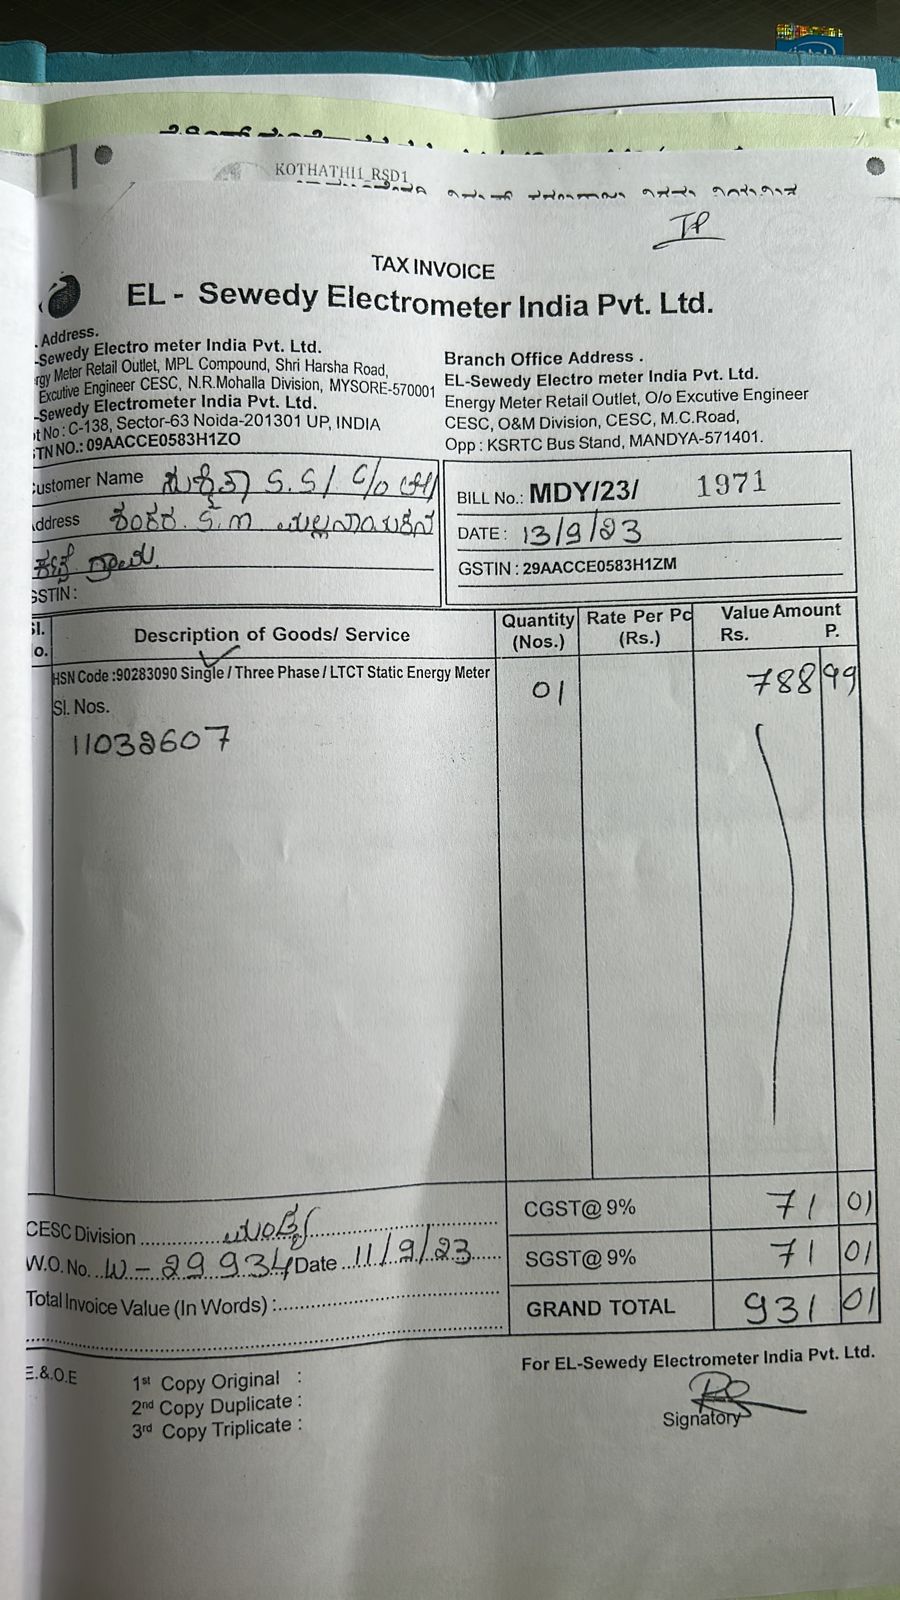 intel
KOTHATHI1_RSD1
TAX INVOICE
EL - Sewedy Electrometer India Pvt. Ltd.
. Address.
-Sewedy Electro meter India Pvt. Ltd.
rgy Meter Retail Outlet, MPL Compound, Shri Harsha Road,
Excutive Engineer CESC, N.R.Mohalla Division, MYSORE-570001
-Sewedy Electrometer India Pvt. Ltd.
t No : C-138, Sector-63 Noida-201301 UP, INDIA
TN NO.: 09AACCE0583H1ZO
Branch Office Address .
EL-Sewedy Electro meter India Pvt. Ltd.
Energy Meter Retail Outlet, O/o Excutive Engineer
CESC, O&M Division, CESC, M.C.Road,
Opp : KSRTC Bus Stand, MANDYA-571401.
ustomer Name S.S/ C/o
ddress
GSTIN :
BILL No.: MDY/23/ 1971
DATE : 13/9/23
GSTIN : 29AACCE0583H1ZM
Sl. No. Description of Goods/ Service Quantity (Nos.) Rate Per Pc (Rs.) Value Amount Rs. P.
HSN Code :90283090 Single / Three Phase / LTCT Static Energy Meter 01 788 99
Sl. Nos.
11038607
CGST@ 9% 71 01
SGST@ 9% 71 01
GRAND TOTAL 931 01
CESC Division ಮಂಡ್ಯ
W.O. No. W - 29934 Date 11/9/23
Total Invoice Value (In Words) :
E.&.O.E
1st Copy Original :
2nd Copy Duplicate :
3rd Copy Triplicate :
For EL-Sewedy Electrometer India Pvt. Ltd.
Signatory